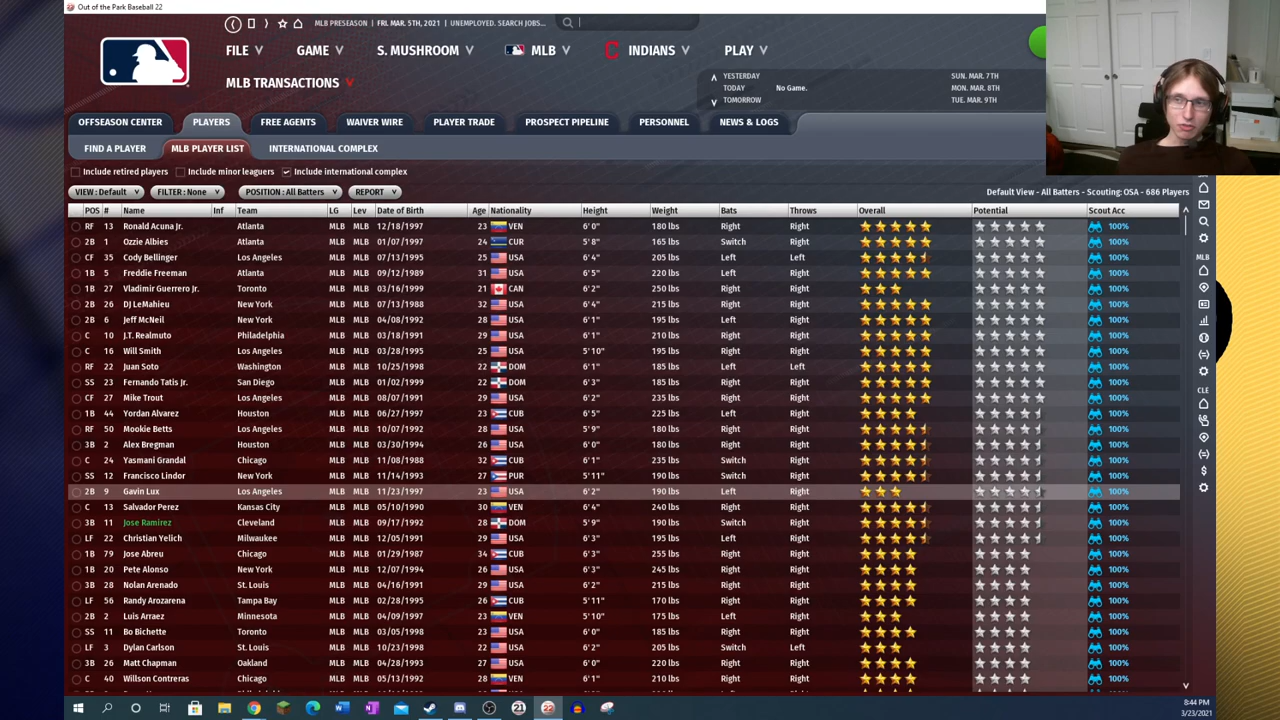 Out of the Park Baseball 22
MLB PRESEASON | FRI. MAR. 5TH, 2021 | UNEMPLOYED. SEARCH JOBS...
FILE GAME S. MUSHROOM MLB INDIANS PLAY
MLB TRANSACTIONS
YESTERDAY SUN. MAR. 7TH
TODAY No Game. MON. MAR. 8TH
TOMORROW TUE. MAR. 9TH
OFFSEASON CENTER PLAYERS FREE AGENTS WAIVER WIRE PLAYER TRADE PROSPECT PIPELINE PERSONNEL NEWS & LOGS
FIND A PLAYER MLB PLAYER LIST INTERNATIONAL COMPLEX
Include retired players Include minor leaguers Include international complex
VIEW : Default FILTER : None POSITION : All Batters REPORT Default View - All Batters - Scouting: OSA - 686 Players
POS # Name Inf Team LG Lev Date of Birth Age Nationality Height Weight Bats Throws Overall Potential Scout Acc
RF 13 Ronald Acuna Jr. Atlanta MLB MLB 12/18/1997 23 VEN 6'0" 180 lbs Right Right 100%
2B 1 Ozzie Albies Atlanta MLB MLB 01/07/1997 24 CUR 5'8" 165 lbs Switch Right 100%
CF 35 Cody Bellinger Los Angeles MLB MLB 07/13/1995 25 USA 6'4" 205 lbs Left Left 100%
1B 5 Freddie Freeman Atlanta MLB MLB 09/12/1989 31 USA 6'5" 220 lbs Left Right 100%
1B 27 Vladimir Guerrero Jr. Toronto MLB MLB 03/16/1999 21 CAN 6'2" 250 lbs Right Right 100%
2B 26 DJ LeMahieu New York MLB MLB 07/13/1988 32 USA 6'4" 215 lbs Right Right 100%
2B 6 Jeff McNeil New York MLB MLB 04/08/1992 28 USA 6'1" 195 lbs Left Right 100%
C 10 J.T. Realmuto Philadelphia MLB MLB 03/18/1991 29 USA 6'1" 210 lbs Right Right 100%
C 16 Will Smith Los Angeles MLB MLB 03/28/1995 25 USA 5'10" 195 lbs Right Right 100%
RF 22 Juan Soto Washington MLB MLB 10/25/1998 22 DOM 6'1" 185 lbs Left Left 100%
SS 23 Fernando Tatis Jr. San Diego MLB MLB 01/02/1999 22 DOM 6'3" 185 lbs Right Right 100%
CF 27 Mike Trout Los Angeles MLB MLB 08/07/1991 29 USA 6'2" 235 lbs Right Right 100%
1B 44 Yordan Alvarez Houston MLB MLB 06/27/1997 23 CUB 6'5" 225 lbs Left Right 100%
RF 50 Mookie Betts Los Angeles MLB MLB 10/07/1992 28 USA 5'9" 180 lbs Right Right 100%
3B 2 Alex Bregman Houston MLB MLB 03/30/1994 26 USA 6'0" 180 lbs Right Right 100%
C 24 Yasmani Grandal Chicago MLB MLB 11/08/1988 32 CUB 6'1" 235 lbs Switch Right 100%
SS 12 Francisco Lindor New York MLB MLB 11/14/1993 27 PUR 5'11" 190 lbs Switch Right 100%
2B 9 Gavin Lux Los Angeles MLB MLB 11/23/1997 23 USA 6'2" 190 lbs Left Right 100%
C 13 Salvador Perez Kansas City MLB MLB 05/10/1990 30 VEN 6'4" 240 lbs Right Right 100%
3B 11 Jose Ramirez Cleveland MLB MLB 09/17/1992 28 DOM 5'9" 190 lbs Switch Right 100%
LF 22 Christian Yelich Milwaukee MLB MLB 12/05/1991 29 USA 6'3" 195 lbs Left Right 100%
1B 79 Jose Abreu Chicago MLB MLB 01/29/1987 34 CUB 6'3" 255 lbs Right Right 100%
1B 20 Pete Alonso New York MLB MLB 12/07/1994 26 USA 6'3" 245 lbs Right Right 100%
3B 28 Nolan Arenado St. Louis MLB MLB 04/16/1991 29 USA 6'2" 215 lbs Right Right 100%
LF 56 Randy Arozarena Tampa Bay MLB MLB 02/28/1995 26 CUB 5'11" 170 lbs Right Right 100%
2B 2 Luis Arraez Minnesota MLB MLB 04/09/1997 23 VEN 5'10" 175 lbs Left Right 100%
SS 11 Bo Bichette Toronto MLB MLB 03/05/1998 23 USA 6'0" 185 lbs Right Right 100%
LF 3 Dylan Carlson St. Louis MLB MLB 10/23/1998 22 USA 6'2" 205 lbs Switch Left 100%
3B 26 Matt Chapman Oakland MLB MLB 04/28/1993 27 USA 6'0" 220 lbs Right Right 100%
C 40 Willson Contreras Chicago MLB MLB 05/13/1992 28 VEN 6'1" 210 lbs Right Right 100%
MLB
CLE
8:44 PM
3/23/2021